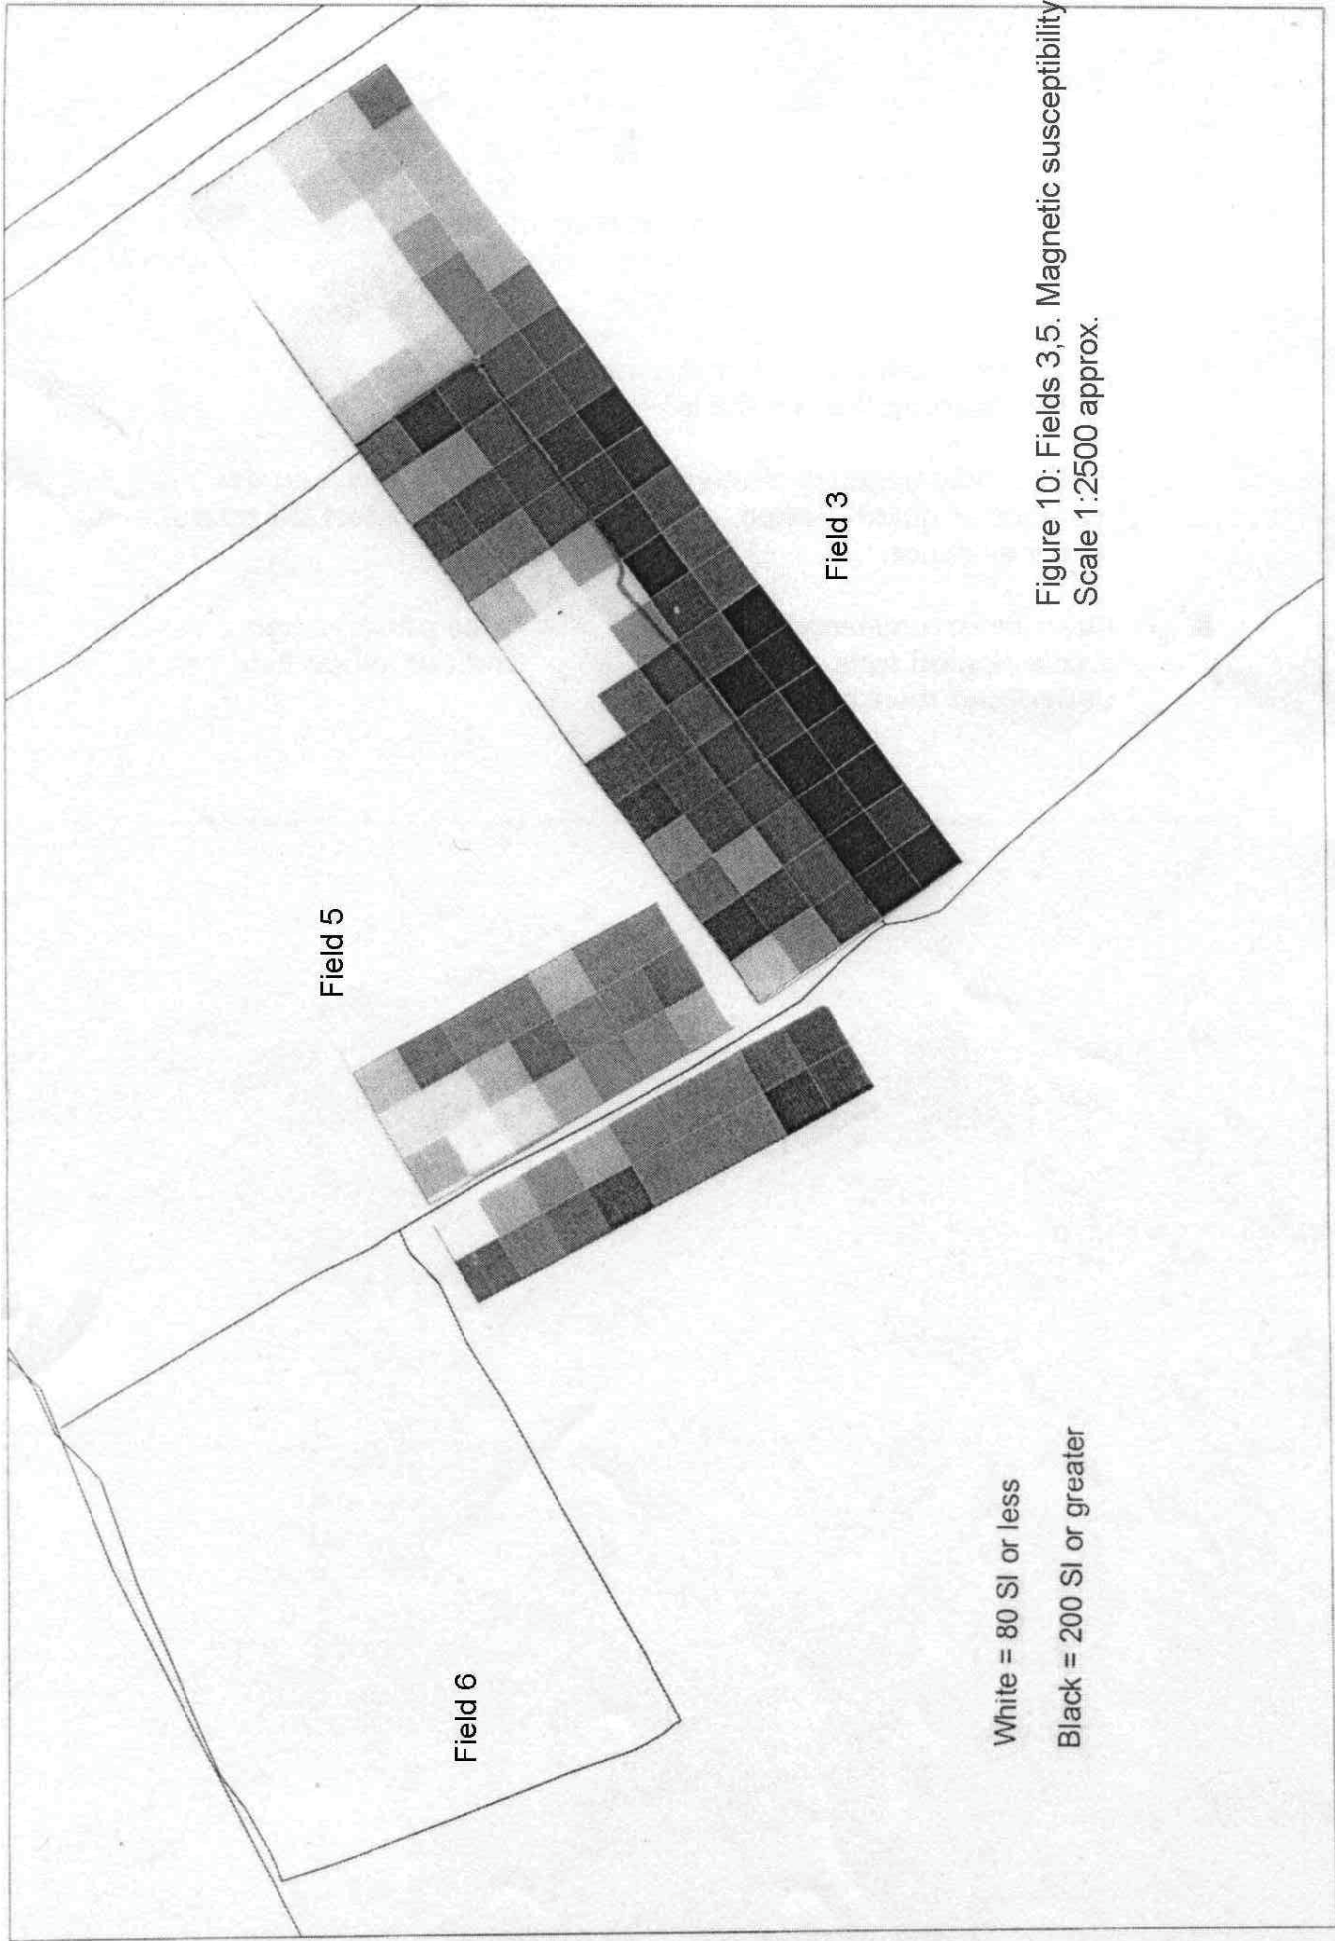 Field 6
Field 5
Field 3
White = 80 SI or less
Black = 200 SI or greater
Figure 10: Fields 3,5. Magnetic susceptibility
Scale 1:2500 approx.